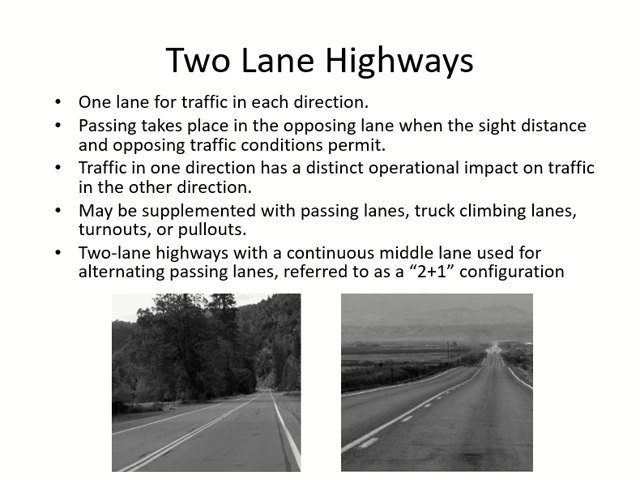 Two Lane Highways
• One lane for traffic in each direction.
• Passing takes place in the opposing lane when the sight distance
and opposing traffic conditions permit.
• Traffic in one direction has a distinct operational impact on traffic
in the other direction.
• May be supplemented with passing lanes, truck climbing lanes,
turnouts, or pullouts.
• Two-lane highways with a continuous middle lane used for
alternating passing lanes, referred to as a “2+1” configuration